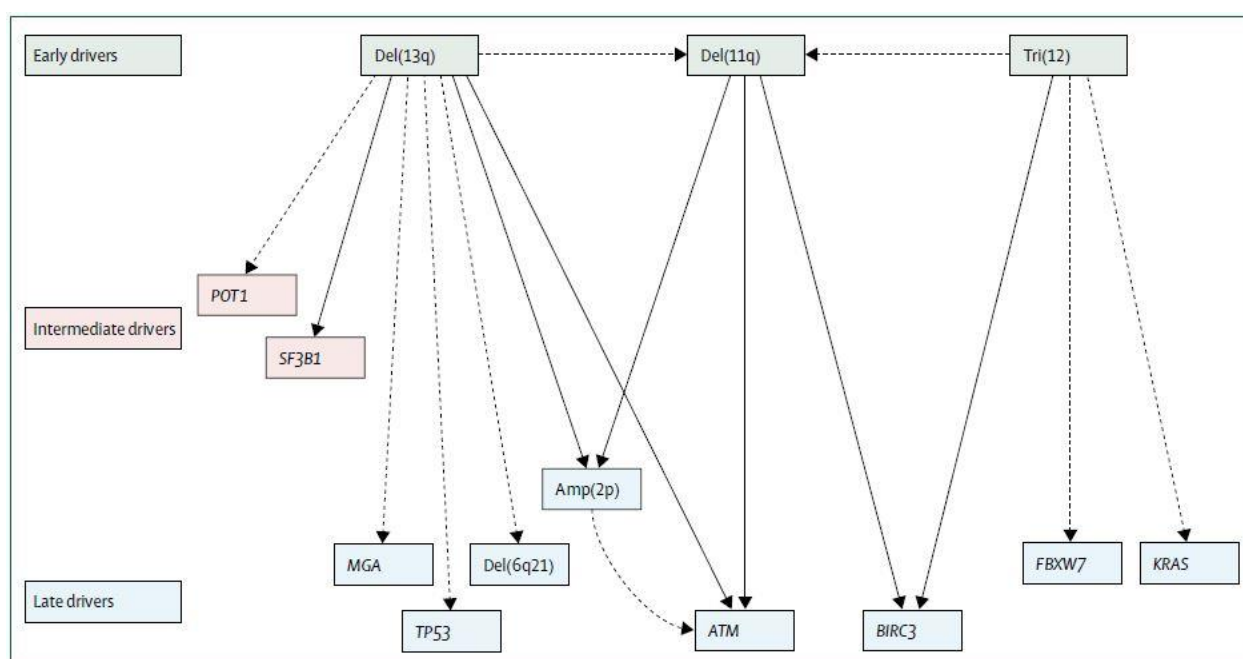 Early drivers
Del(13q)
Del(11q)
Tri(12)
POT1
Intermediate drivers
SF3B1
Amp(2p)
MGA
Del(6q21)
FBXW7
KRAS
Late drivers
TP53
ATM
BIRC3